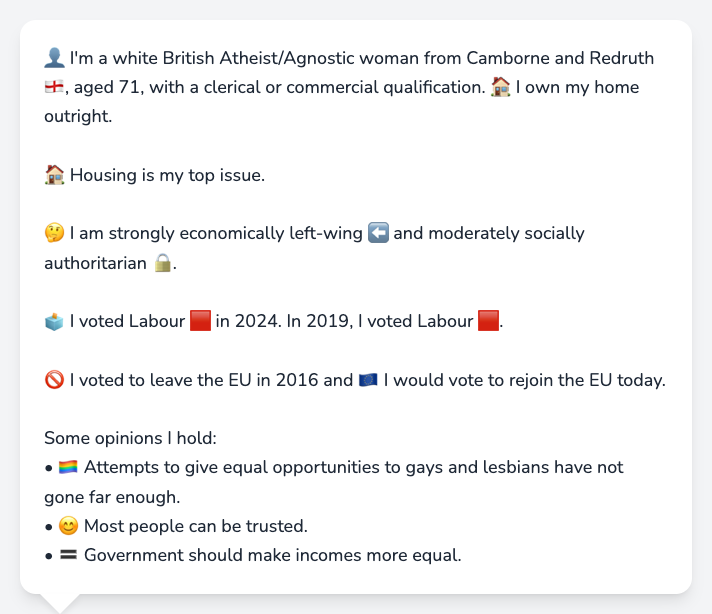 👤 I'm a white British Atheist/Agnostic woman from Camborne and Redruth
🏴󠁧󠁢󠁥󠁮󠁧󠁿, aged 71, with a clerical or commercial qualification. 🏠 I own my home
outright.
🏠 Housing is my top issue.
🤔 I am strongly economically left-wing ⬅️ and moderately socially
authoritarian 🔒.
🗳️ I voted Labour 🟥 in 2024. In 2019, I voted Labour 🟥.
🚫 I voted to leave the EU in 2016 and 🇪🇺 I would vote to rejoin the EU today.
Some opinions I hold:
• 🏳️‍🌈 Attempts to give equal opportunities to gays and lesbians have not
gone far enough.
• 😊 Most people can be trusted.
• 🟰 Government should make incomes more equal.